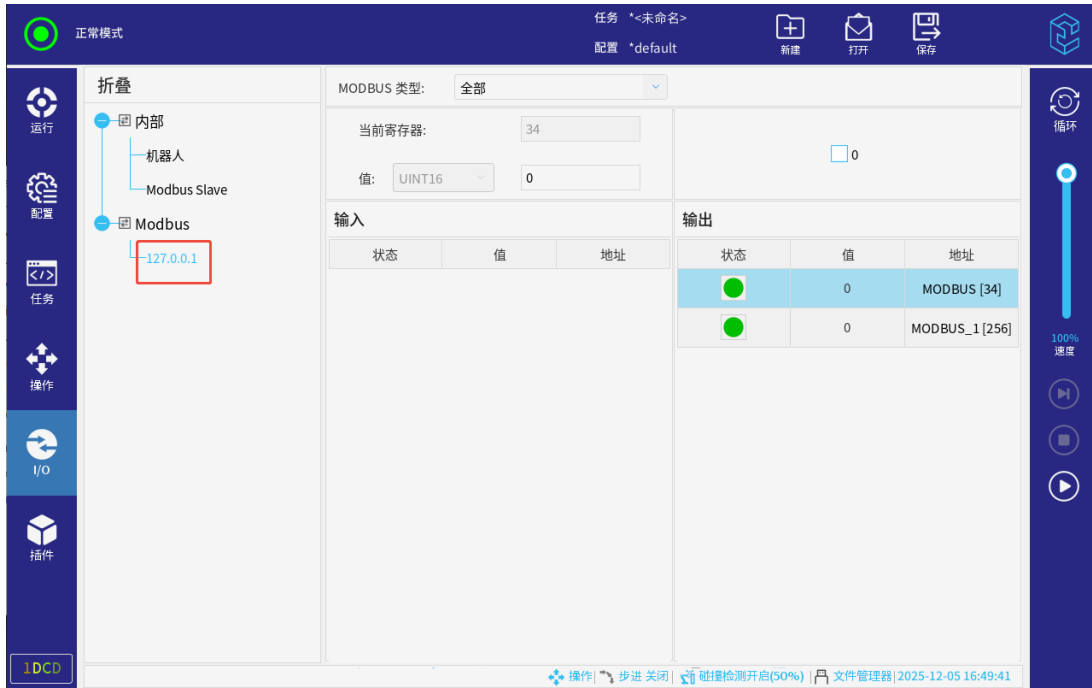 正常模式
任务 *<未命名>
配置 *default
新建
打开
保存
运行
配置
任务
操作
I/O
插件
1DCD
折叠
内部
机器人
Modbus Slave
Modbus
127.0.0.1
MODBUS 类型: 全部
当前寄存器: 34
值: UINT16 0
0
输入
状态 值 地址
输出
状态 值 地址
0 MODBUS [34]
0 MODBUS_1 [256]
循环
100%
速度
操作| 步进 关闭| 碰撞检测开启(50%) | 文件管理器| 2025-12-05 16:49:41